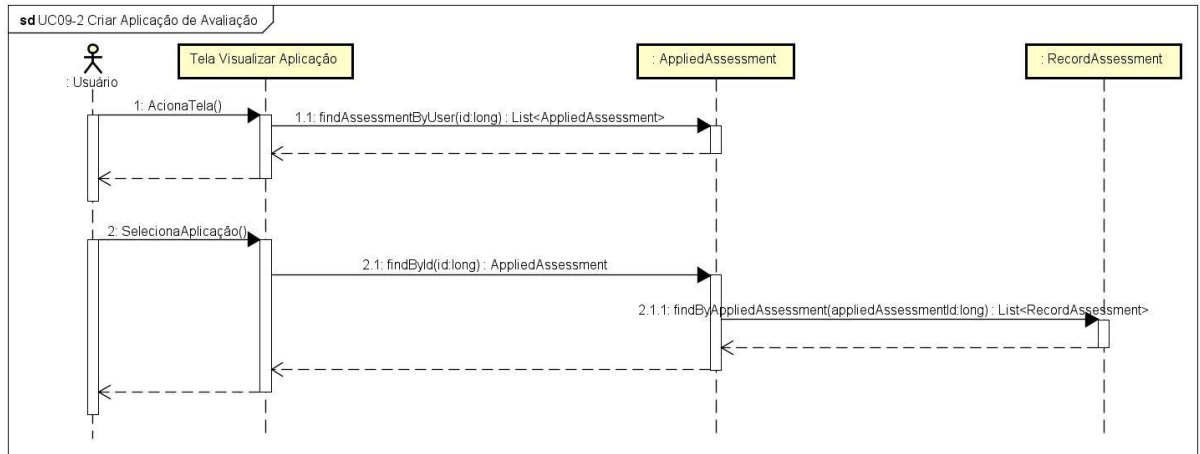 sd UC09-2 Criar Aplicação de Avaliação
: Usuário
Tela Visualizar Aplicação
: AppliedAssessment
: RecordAssessment
1: AcionaTela()
1.1: findAssessmentByUser(id:long) : List<AppliedAssessment>
2: SelecionaAplicação()
2.1: findById(id:long) : AppliedAssessment
2.1.1: findByAppliedAssessment(appliedAssessmentId:long) : List<RecordAssessment>